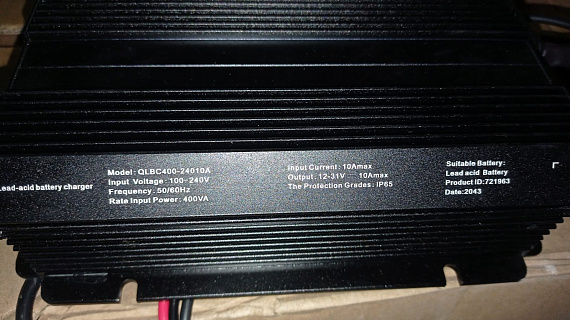 Lead-acid battery charger
Model: QLBC400-24010A
Input Voltage: 100-240V
Frequency: 50/60Hz
Rate Input Power: 400VA
Input Current: 10Amax
Output: 12-31V ⎓ 10Amax
The Protection Grades: IP65
Suitable Battery:
Lead acid Battery
Product ID:721963
Date:2043